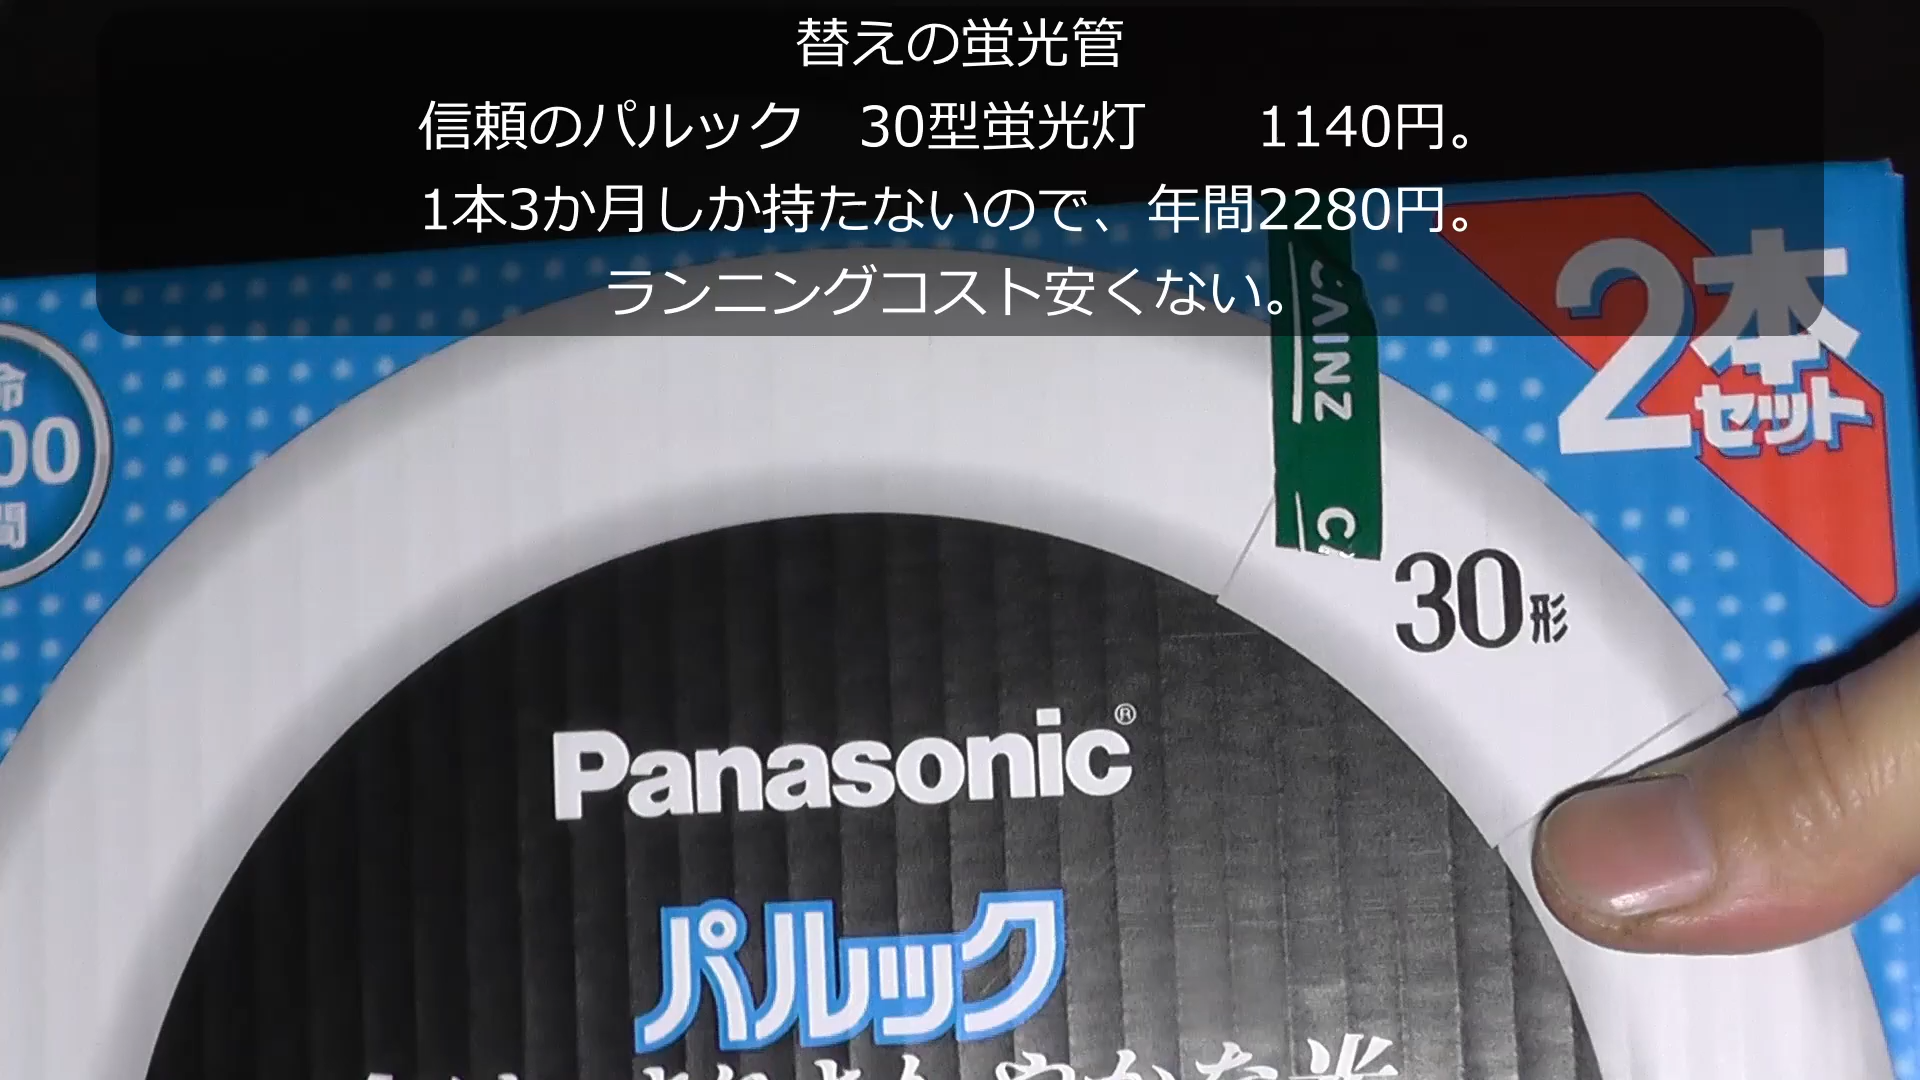 替えの蛍光管
信頼のパルック　30型蛍光灯　　1140円。
1本3か月しか持たないので、年間2280円。
ランニングコスト安くない。
2本
セット
CAINZ
30形
Panasonic®
パルック